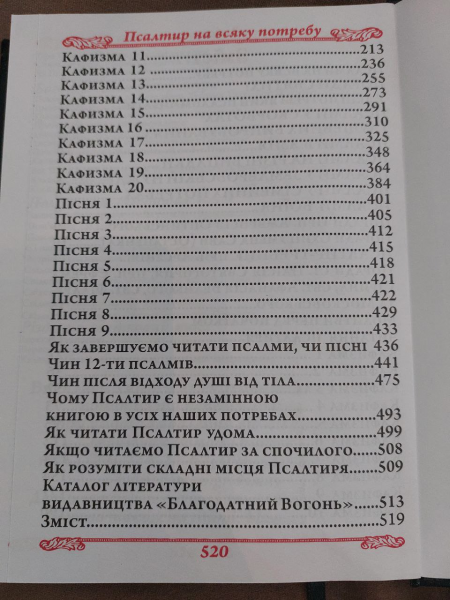 Псалтир на всяку потребу
Кафизма 11................................................213
Кафизма 12................................................236
Кафизма 13................................................255
Кафизма 14................................................273
Кафизма 15................................................291
Кафизма 16................................................310
Кафизма 17................................................325
Кафизма 18................................................348
Кафизма 19................................................364
Кафизма 20................................................384
Пісня 1................................................401
Пісня 2................................................405
Пісня 3................................................412
Пісня 4................................................415
Пісня 5................................................418
Пісня 6................................................421
Пісня 7................................................422
Пісня 8................................................429
Пісня 9................................................433
Як завершуємо читати псалми, чи пісні 436
Чин 12-ти псалмів................................441
Чин після відходу душі від тіла..............475
Чому Псалтир є незамінною
книгою в усіх наших потребах..............493
Як читати Псалтир удома....................499
Якщо читаємо Псалтир за спочилого....508
Як розуміти складні місця Псалтиря....509
Каталог літератури
видавництва «Благодатний Вогонь».....513
Зміст................................................519
520